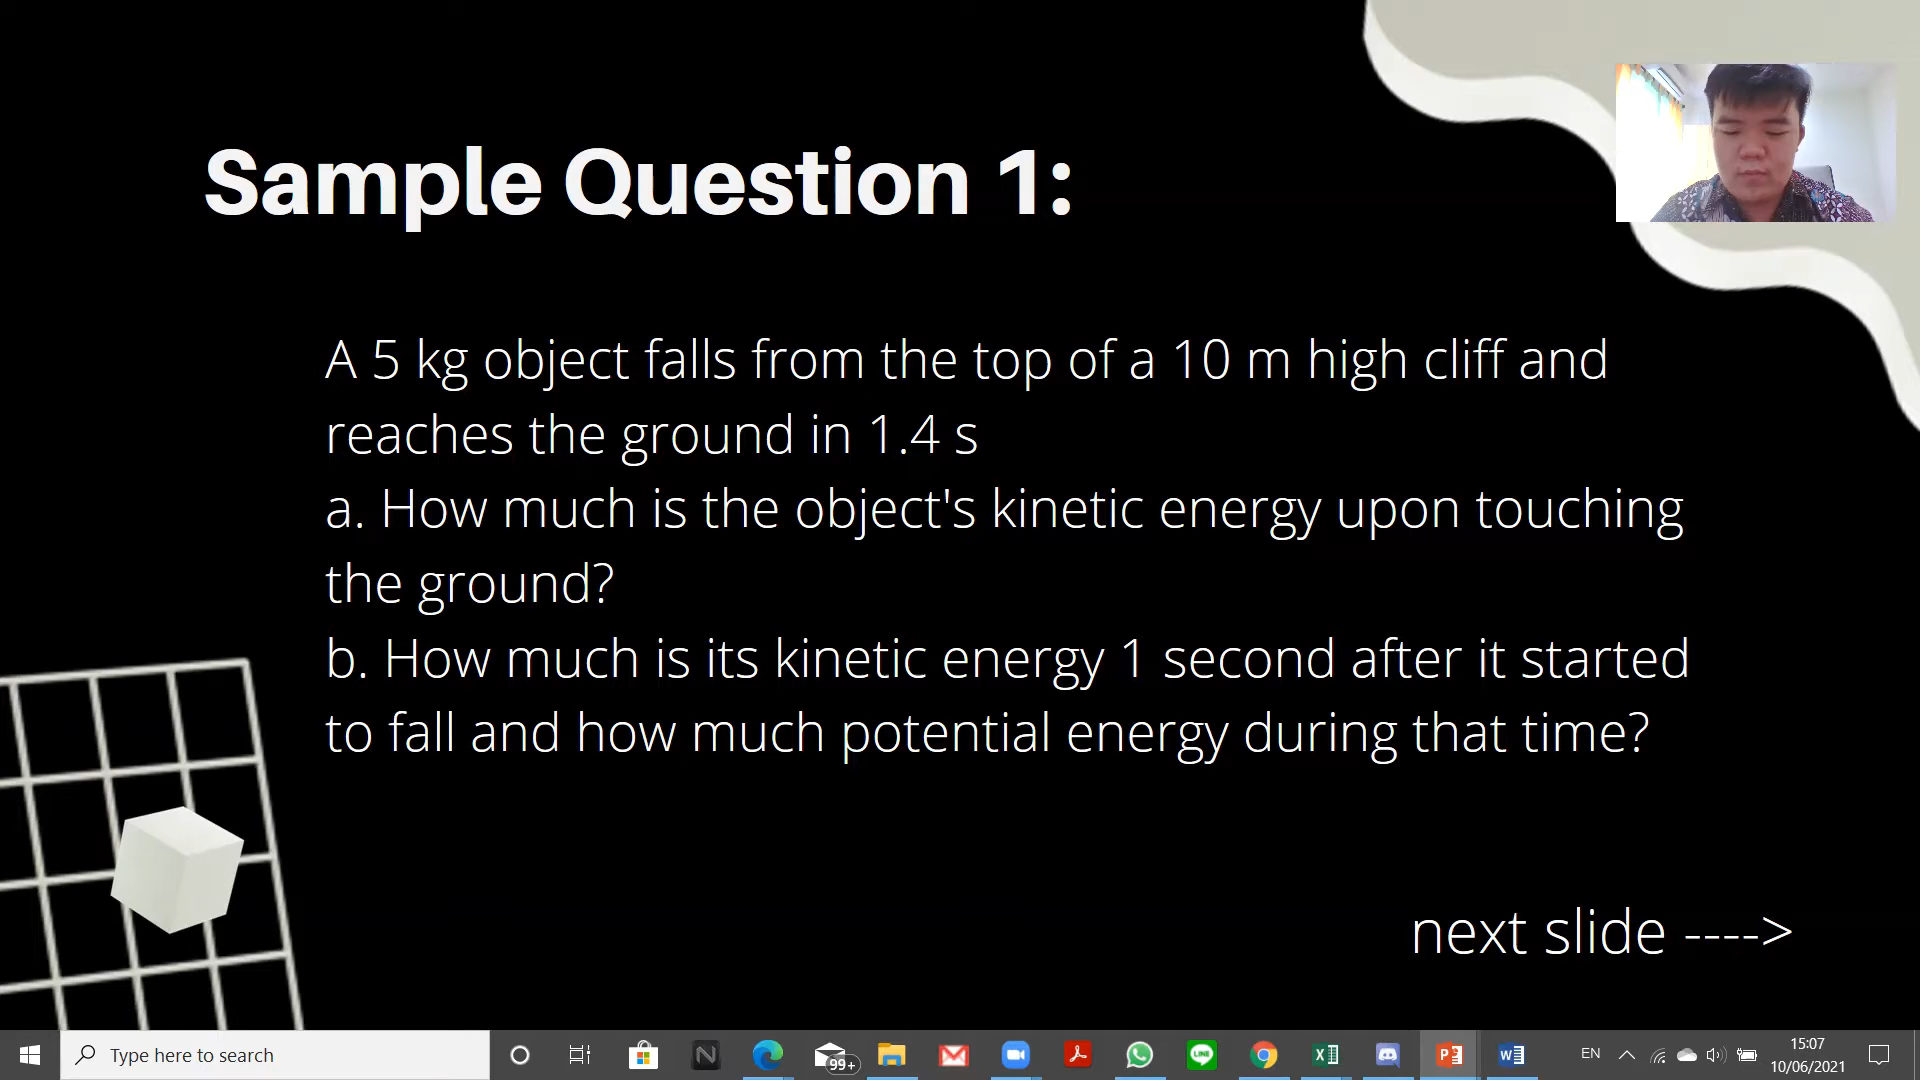 Sample Question 1:
A 5 kg object falls from the top of a 10 m high cliff and
reaches the ground in 1.4 s
a. How much is the object's kinetic energy upon touching
the ground?
b. How much is its kinetic energy 1 second after it started
to fall and how much potential energy during that time?
next slide ---->
Type here to search
99+
LINE
EN
15:07
10/06/2021